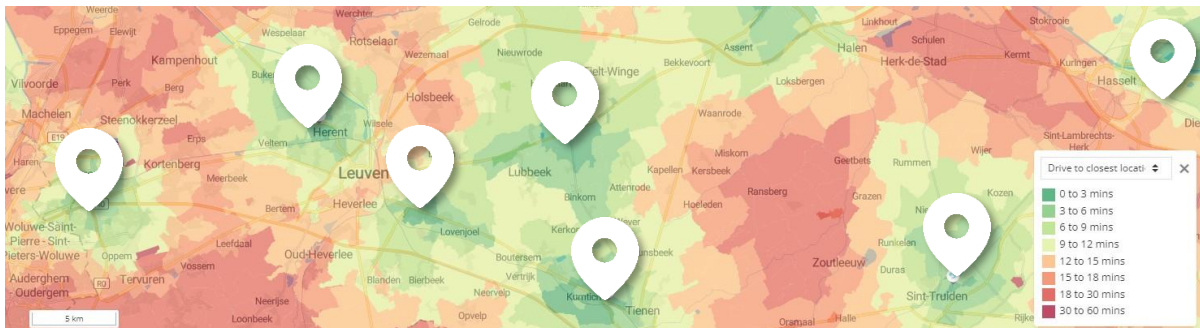 Eppegem
Elewijt
Werchter
Gelrode
Linkhout
Stokrooie
Wespelaar
Rotselaar
Nieuwrode
Assent
Halen
Schulen
Kampenhout
Wezemaal
Bekkevoort
Herk-de-Stad
Kermt
Kuringen
Vilvoorde
Perk
Berg
Loksbergen
Hasselt
Holsbeek
Machelen
Steenokkerzeel
Waanrode
E19
Erps
Veltem
Herent
Wilsele
Sint-Lambrechts-
Herk
Haren
Kortenberg
Miskom
Geetbets
Rummen
Wijer
Leuven
Lubbeek
Kapellen
Kersbeek
Meerbeek
Attenrode
Ransberg
Grazen
Kozen
Binkom
Bertem
Heverlee
Hoeleden
Woluwe-Saint-
Pierre - Sint-
Pieters-Woluwe
Lovenjoel
Leefdaal
Oud-Heverlee
Boutersem
Runkelen
Oppem
Vossem
Zoutleeuw
Duras
Auderghem
- Oudergem
Tervuren
R0
Blanden
Bierbeek
Vertrijk
Neerijse
Neervelp
Kumtich
Sint-Truiden
Loonbeek
Opvelp
Tienen
Orsmaal
Halle
5 km
Drive to closest locati
0 to 3 mins
3 to 6 mins
6 to 9 mins
9 to 12 mins
12 to 15 mins
15 to 18 mins
18 to 30 mins
30 to 60 mins